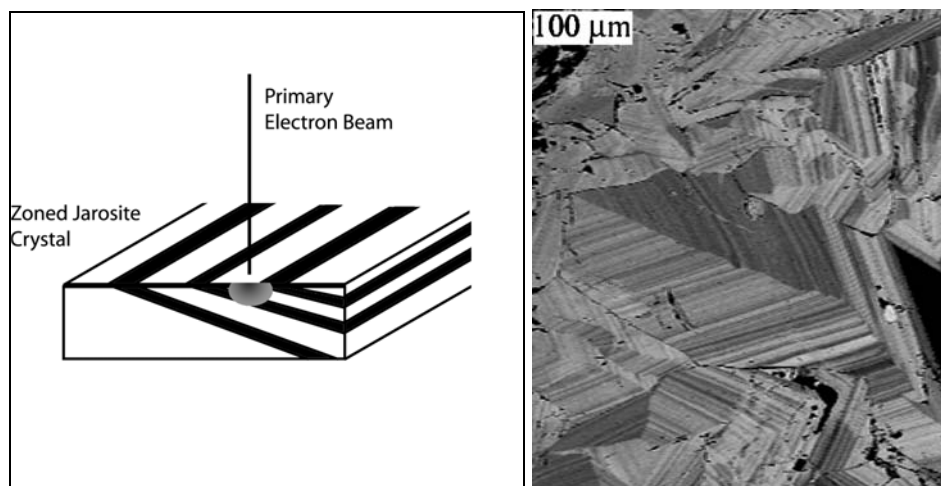 Primary
Electron Beam
Zoned Jarosite
Crystal
100 μm